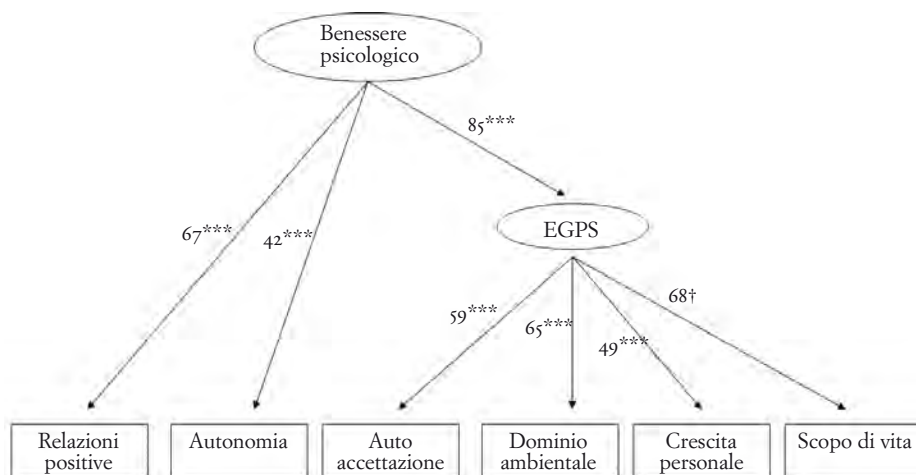 Benessere
psicologico
85***
67***
42***
EGPS
59***
65***
49***
68†
Relazioni
positive
Autonomia
Auto
accettazione
Dominio
ambientale
Crescita
personale
Scopo di vita